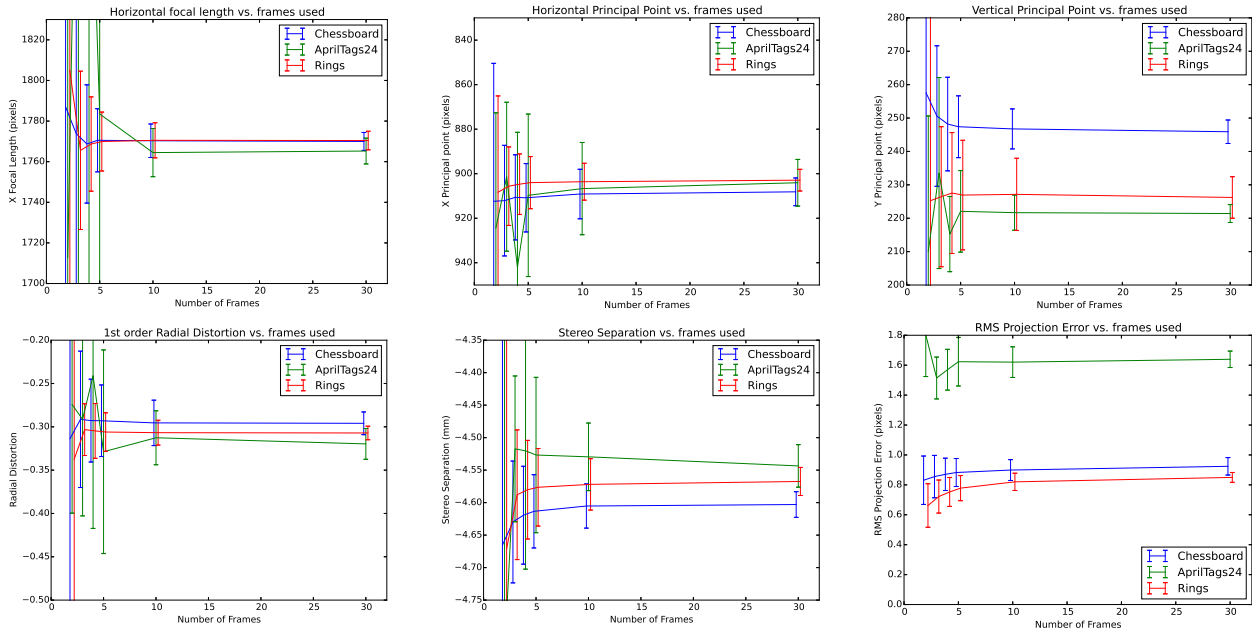 Horizontal focal length vs. frames used
X Focal Length (pixels)
1820
1800
1780
1760
1740
1720
1700
0 5 10 15 20 25 30
Number of Frames
Chessboard
AprilTags24
Rings
Horizontal Principal Point vs. frames used
X Principal point (pixels)
840
860
880
900
920
940
0 5 10 15 20 25 30
Number of Frames
Chessboard
AprilTags24
Rings
Vertical Principal Point vs. frames used
Y Principal point (pixels)
280
270
260
250
240
230
220
210
200
0 5 10 15 20 25 30
Number of Frames
Chessboard
AprilTags24
Rings
1st order Radial Distortion vs. frames used
Radial Distortion
−0.20
−0.25
−0.30
−0.35
−0.40
−0.45
−0.50
0 5 10 15 20 25 30
Number of Frames
Chessboard
AprilTags24
Rings
Stereo Separation vs. frames used
Stereo Separation (mm)
−4.35
−4.40
−4.45
−4.50
−4.55
−4.60
−4.65
−4.70
−4.75
0 5 10 15 20 25 30
Number of Frames
Chessboard
AprilTags24
Rings
RMS Projection Error vs. frames used
RMS Projection Error (pixels)
1.8
1.6
1.4
1.2
1.0
0.8
0.6
0.4
0.2
0.0
0 5 10 15 20 25 30
Number of Frames
Chessboard
AprilTags24
Rings